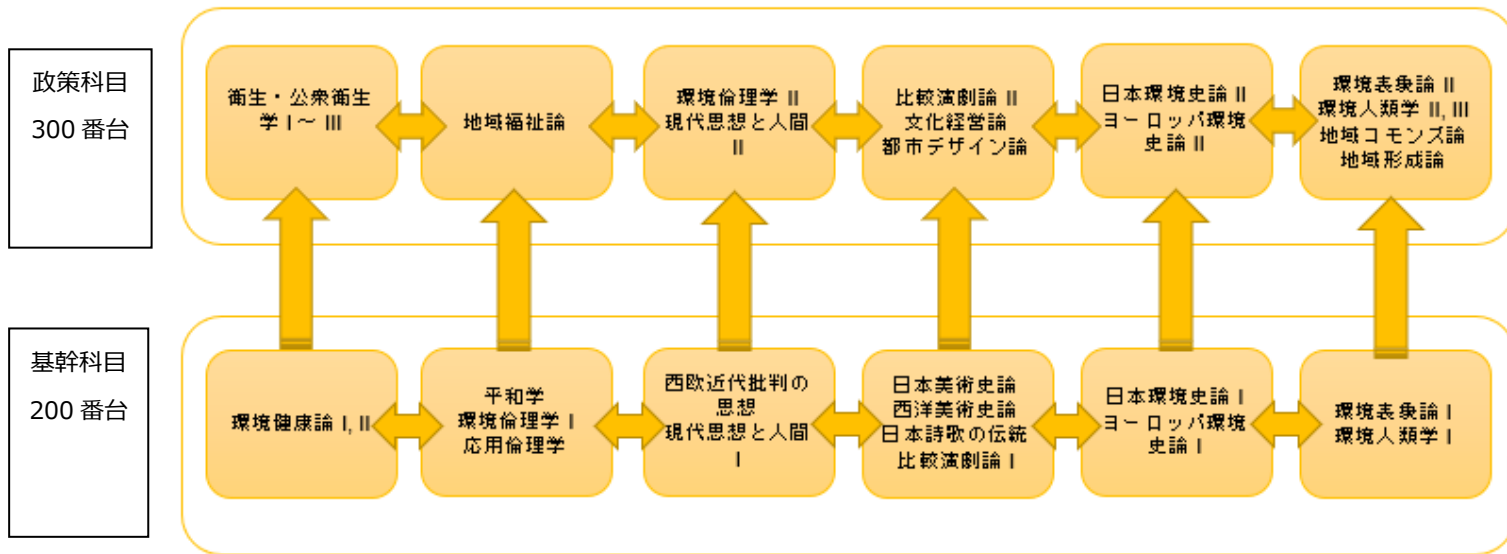 政策科目
300 番台
衛生・公衆衛生
学 I～ III
地域福祉論
環境倫理学 II
現代思想と人間
II
比較演劇論 II
文化経営論
都市デザイン論
日本環境史論 II
ヨーロッパ環境
史論 II
環境表象論 II
環境人類学 II, III
地域コモンズ論
地域形成論
基幹科目
200 番台
環境健康論 I, II
平和学
環境倫理学 I
応用倫理学
西欧近代批判の
思想
現代思想と人間
I
日本美術史論
西洋美術史論
日本詩歌の伝統
比較演劇論 I
日本環境史論 I
ヨーロッパ環境
史論 I
環境表象論 I
環境人類学 I